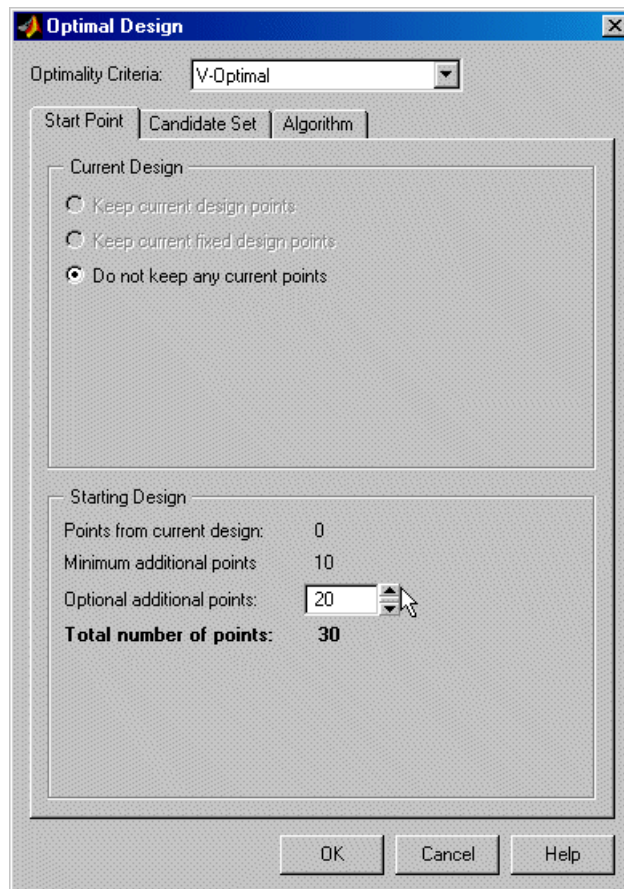 Optimal Design
Optimality Criteria: V-Optimal
Start Point Candidate Set Algorithm
Current Design
Keep current design points
Keep current fixed design points
Do not keep any current points
Starting Design
Points from current design: 0
Minimum additional points 10
Optional additional points: 20
Total number of points: 30
OK Cancel Help